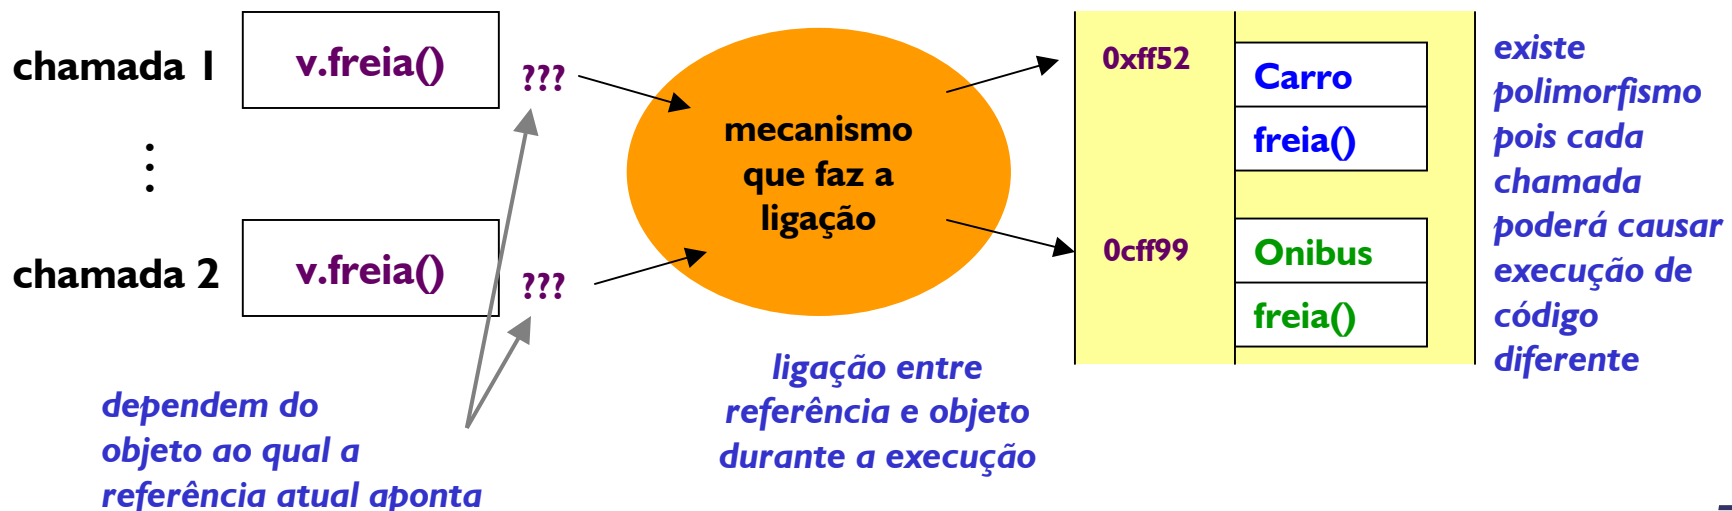 chamada 1
v.freia()
???
⋮
chamada 2
v.freia()
???
dependem do
objeto ao qual a
referência atual aponta
mecanismo
que faz a
ligação
ligação entre
referência e objeto
durante a execução
0xff52
Carro
freia()
0cff99
Onibus
freia()
existe
polimorfismo
pois cada
chamada
poderá causar
execução de
código
diferente